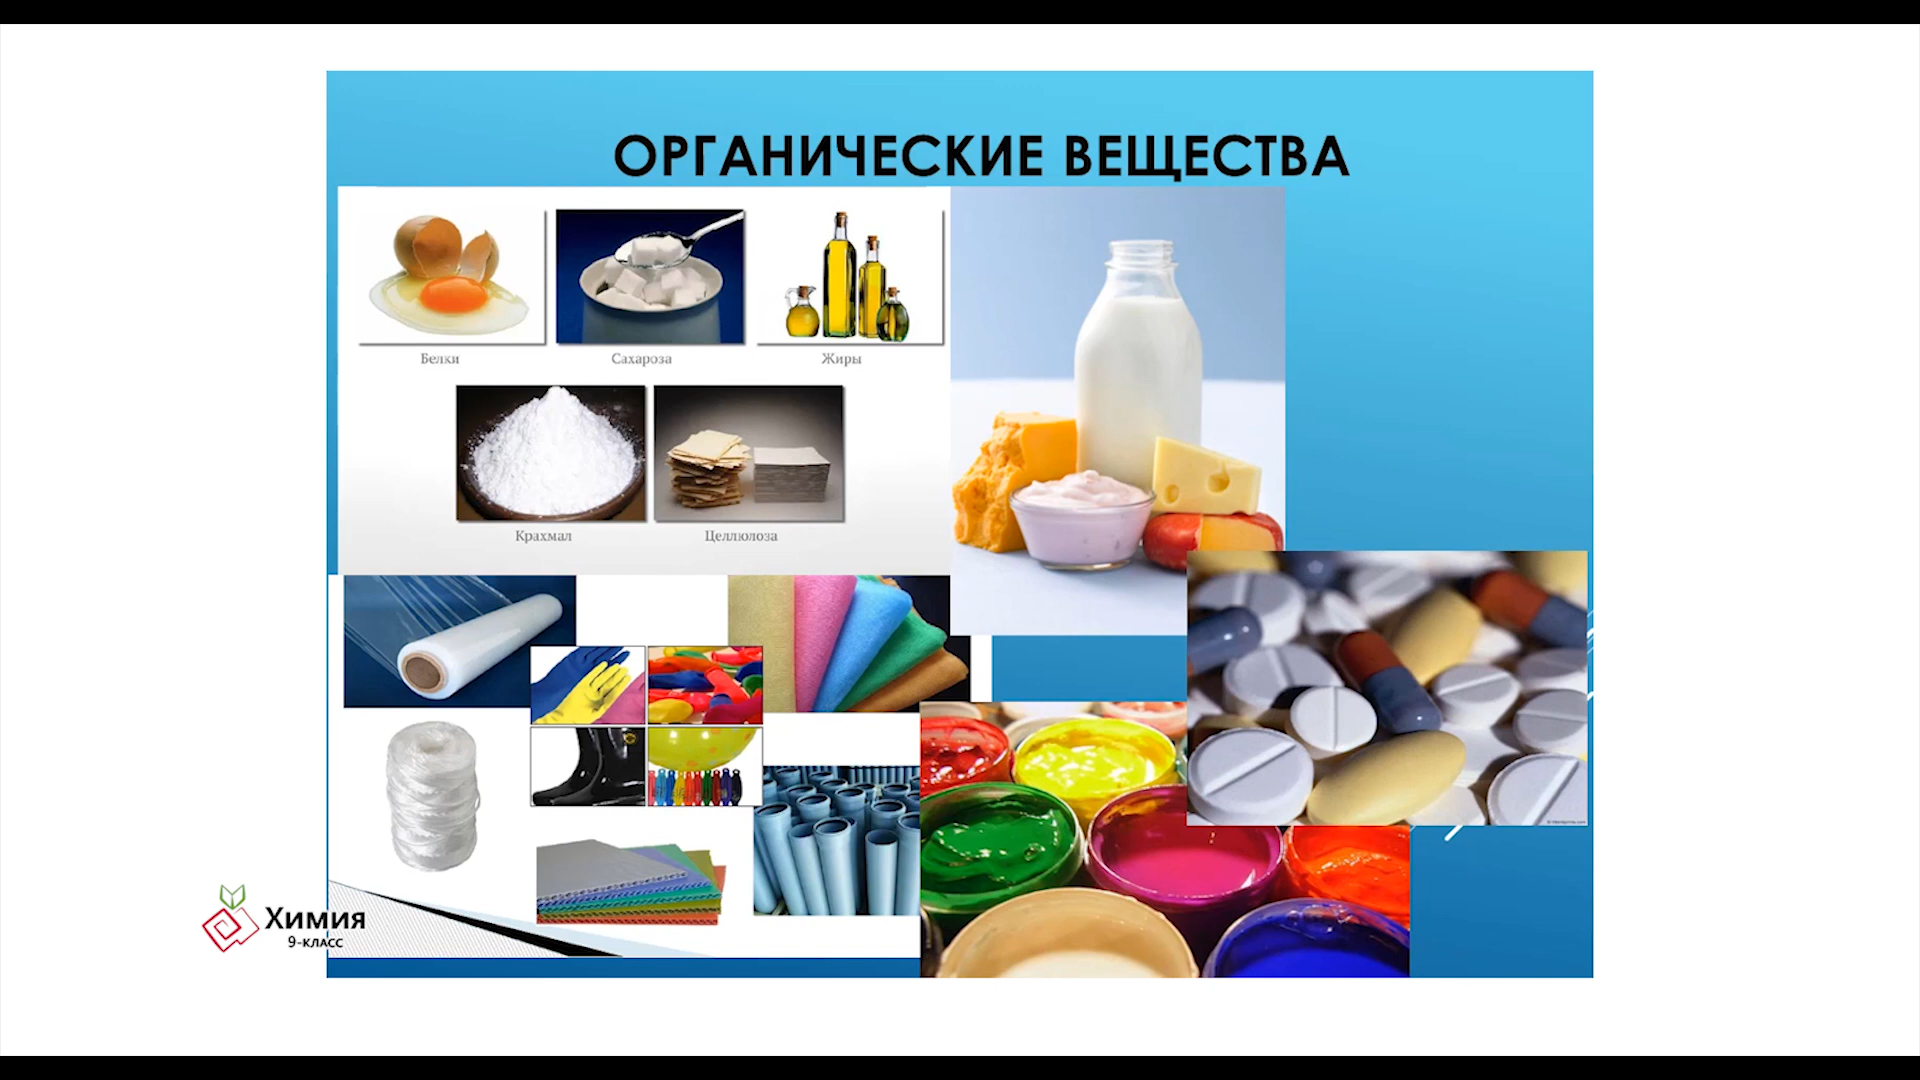 ОРГАНИЧЕСКИЕ ВЕЩЕСТВА
Белки
Сахароза
Жиры
Крахмал
Целлюлоза
Химия
9-класс